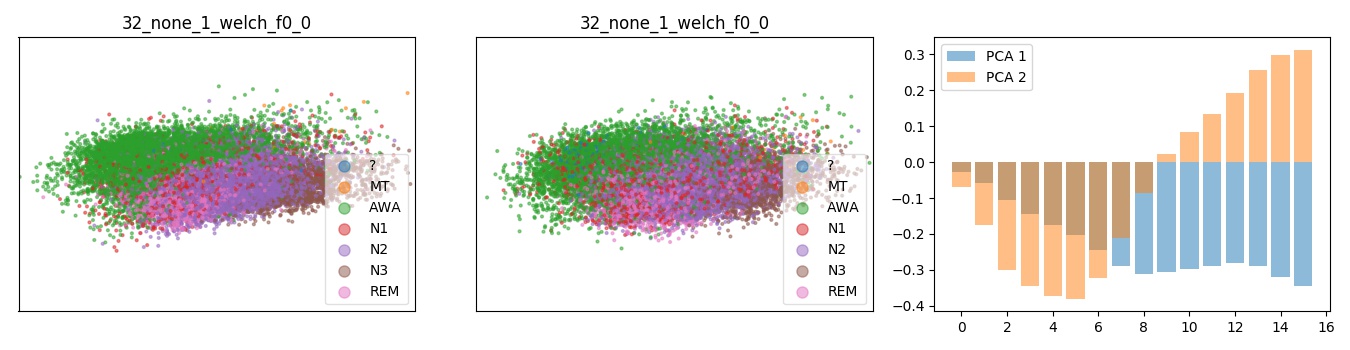 32_none_1_welch_f0_0
?
MT
AWA
N1
N2
N3
REM
32_none_1_welch_f0_0
?
MT
AWA
N1
N2
N3
REM
PCA 1
PCA 2
0.3
0.2
0.1
0.0
−0.1
−0.2
−0.3
−0.4
0 2 4 6 8 10 12 14 16